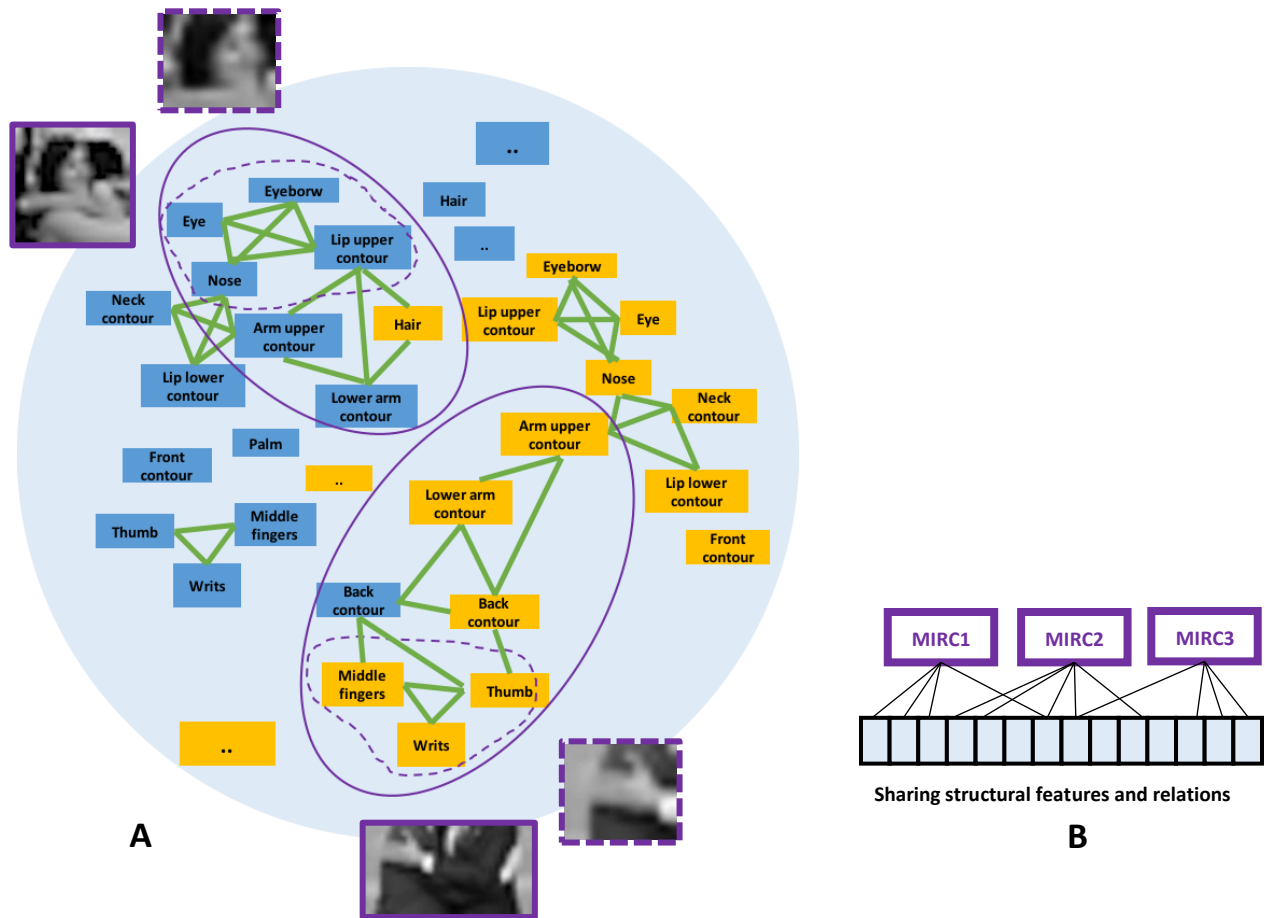 ..
Hair
Eyeborw
Eye
Lip upper
contour
..
Nose
Eyeborw
Neck
contour
Lip upper
contour
Eye
Arm upper
contour
Hair
Lip lower
contour
Nose
Lower arm
contour
Neck
contour
Arm upper
contour
Palm
Front
contour
..
Lower arm
contour
Lip lower
contour
Thumb
Middle
fingers
Front
contour
Writs
Back
contour
Back
contour
Middle
fingers
Thumb
Writs
..
A
MIRC1
MIRC2
MIRC3
Sharing structural features and relations
B